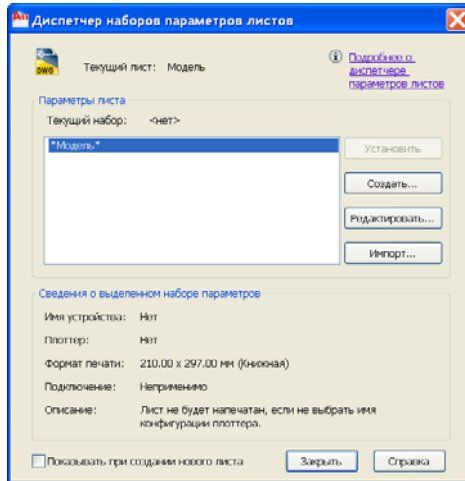 Диспетчер наборов параметров листов
Текущий лист: Модель
Подробнее о
диспетчере
параметров листов
DWG
Параметры листа
Текущий набор: <нет>
*Модель*
Установить
Создать...
Редактировать...
Импорт...
Сведения о выделенном наборе параметров
Имя устройства: Нет
Плоттер: Нет
Формат печати: 210.00 x 297.00 мм (Книжная)
Подключение: Неприменимо
Описание: Лист не будет напечатан, если не выбрать имя
конфигурации плоттера.
Показывать при создании нового листа
Закрыть
Справка